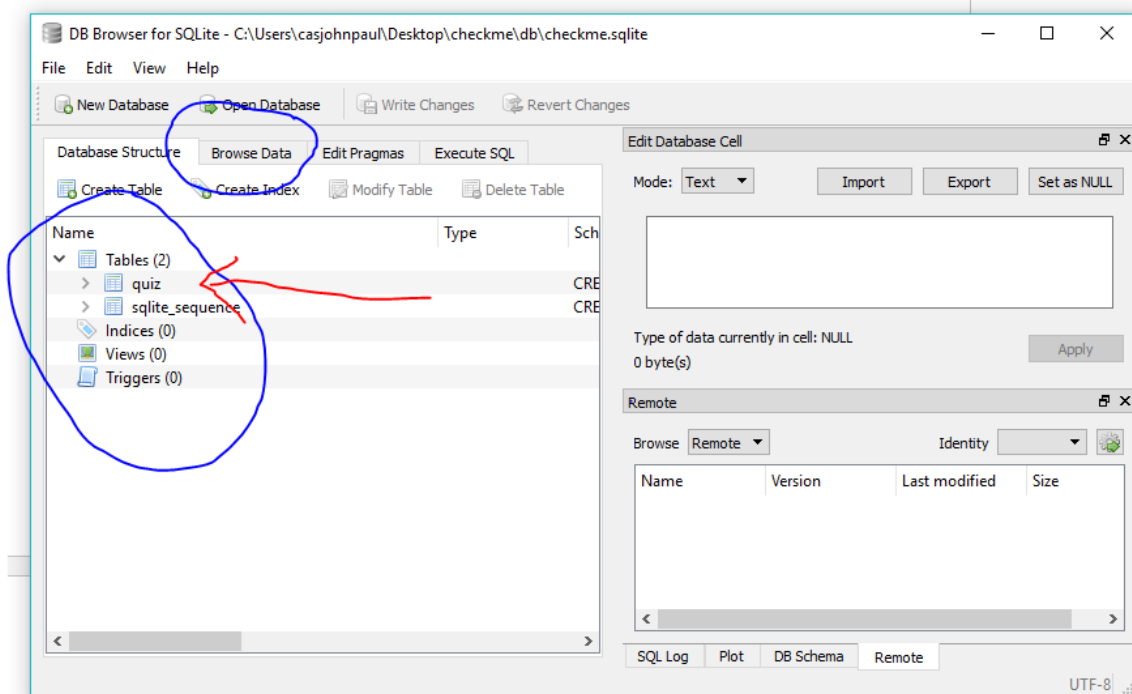 DB Browser for SQLite - C:\Users\casjohnpaul\Desktop\checkme\db\checkme.sqlite
File Edit View Help
New Database Open Database Write Changes Revert Changes
Database Structure Browse Data Edit Pragmas Execute SQL
Create Table Create Index Modify Table Delete Table
Name Type Sch
Tables (2)
quiz CRE
sqlite_sequence CRE
Indices (0)
Views (0)
Triggers (0)
Edit Database Cell
Mode: Text Import Export Set as NULL
Type of data currently in cell: NULL
0 byte(s)
Apply
Remote
Browse Remote Identity
Name Version Last modified Size
SQL Log Plot DB Schema Remote
UTF-8